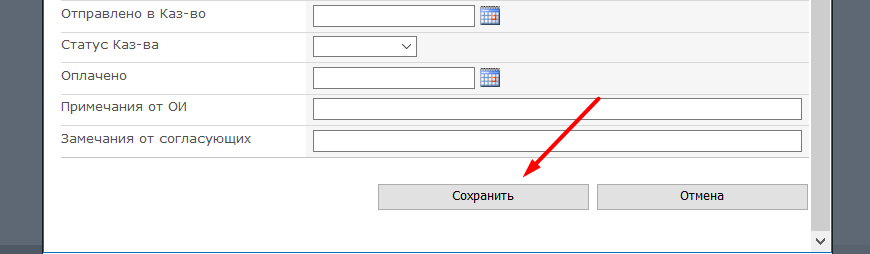 Отправлено в Каз-во
Статус Каз-ва
Оплачено
Примечания от ОИ
Замечания от согласующих
Сохранить Отмена